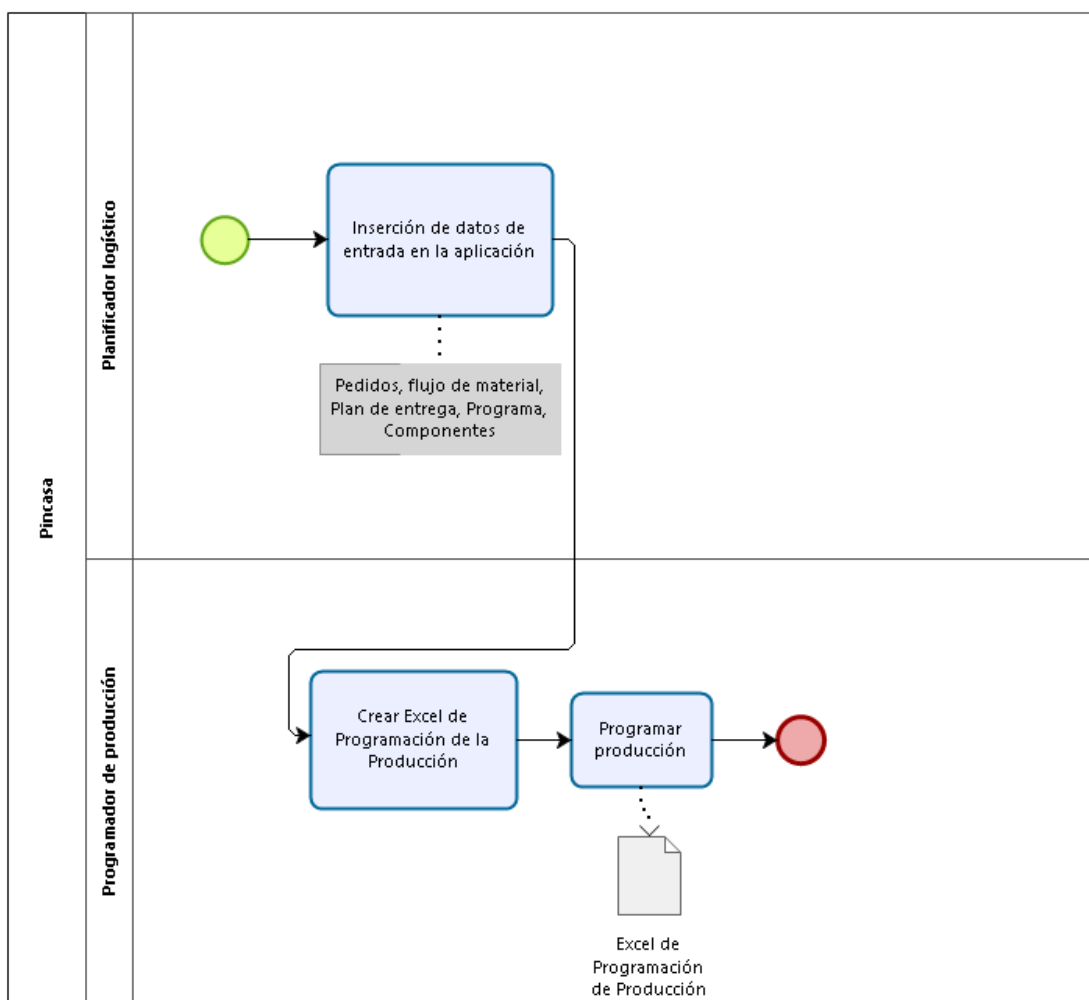 Pincasa
Planificador logístico
Inserción de datos de
entrada en la aplicación
Pedidos, flujo de material,
Plan de entrega, Programa,
Componentes
Programador de producción
Crear Excel de
Programación de la
Producción
Programar
producción
Excel de
Programación
de Producción